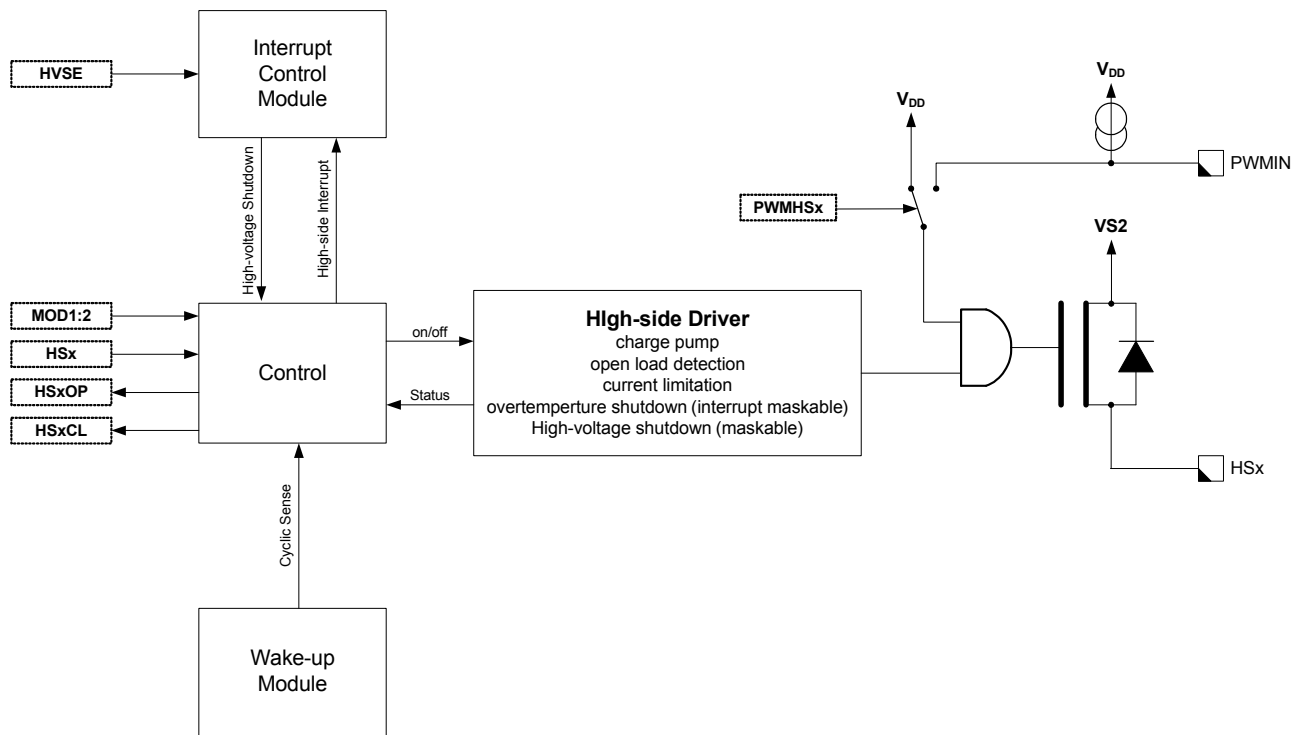 Interrupt
Control
Module
HVSE
High-voltage Shutdown
High-side Interrupt
VDD
VDD
PWMIN
PWMHSx
VS2
MOD1:2
HSx
HSxOP
HSxCL
Control
on/off
Status
HIgh-side Driver
charge pump
open load detection
current limitation
overtemperture shutdown (interrupt maskable)
High-voltage shutdown (maskable)
HSx
Cyclic Sense
Wake-up
Module